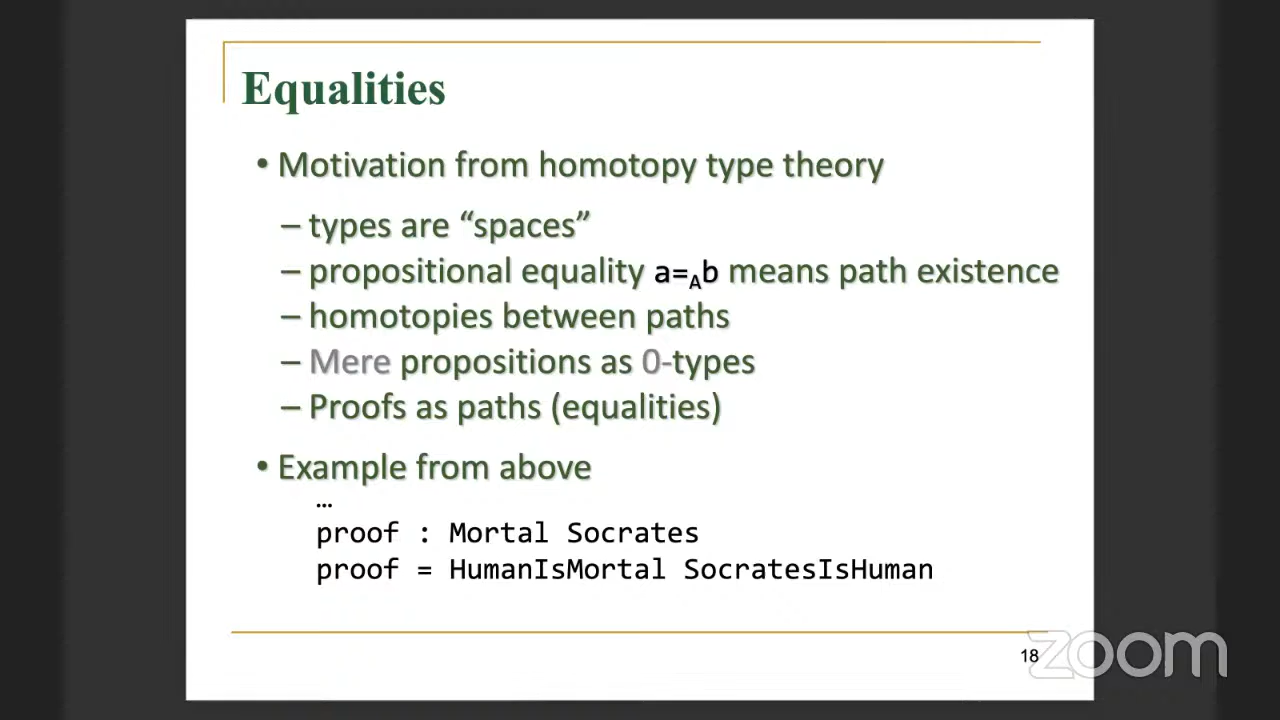 Equalities
• Motivation from homotopy type theory
– types are “spaces”
– propositional equality a=Ab means path existence
– homotopies between paths
– Mere propositions as 0-types
– Proofs as paths (equalities)
• Example from above
…
proof : Mortal Socrates
proof = HumanIsMortal SocratesIsHuman
18
zoom